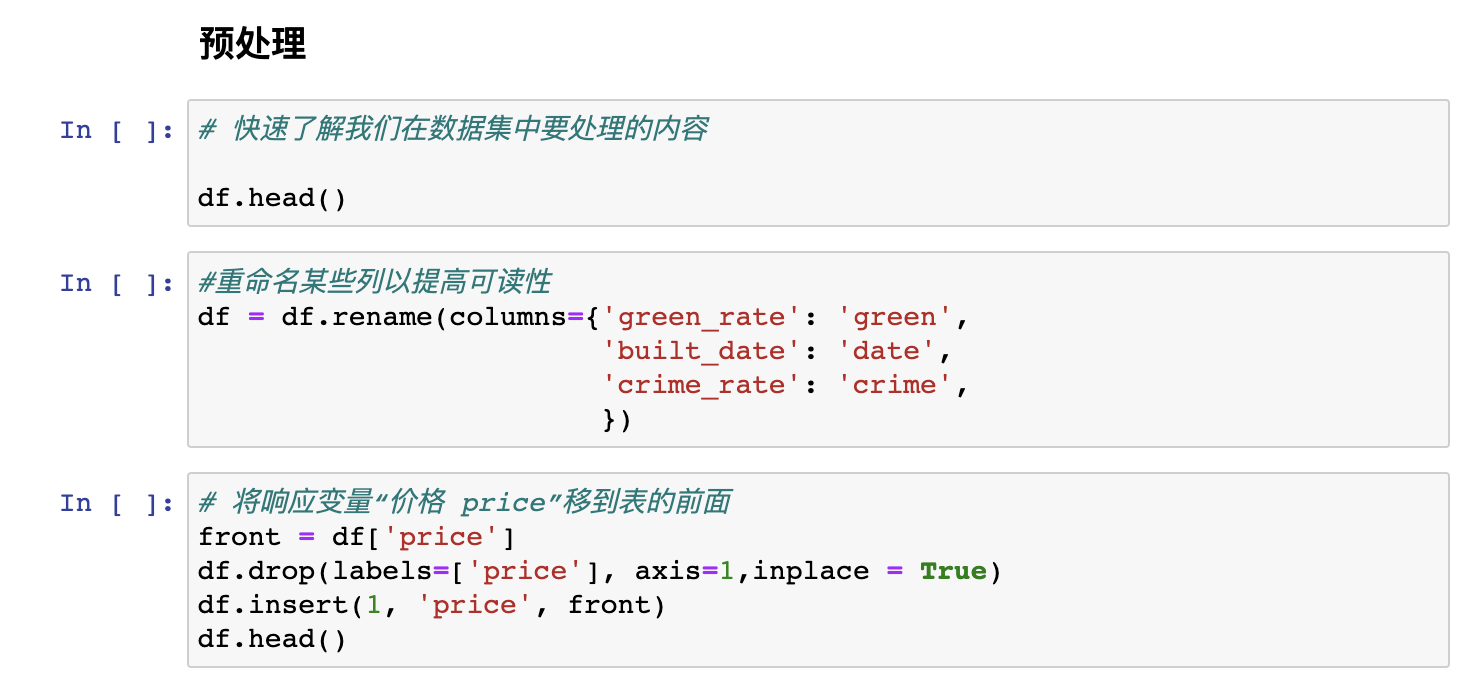 预处理
In [ ]: # 快速了解我们在数据集中要处理的内容
df.head()
In [ ]: #重命名某些列以提高可读性
df = df.rename(columns={'green_rate': 'green',
'built_date': 'date',
'crime_rate': 'crime',
})
In [ ]: # 将响应变量“价格 price”移到表的前面
front = df['price']
df.drop(labels=['price'], axis=1,inplace = True)
df.insert(1, 'price', front)
df.head()